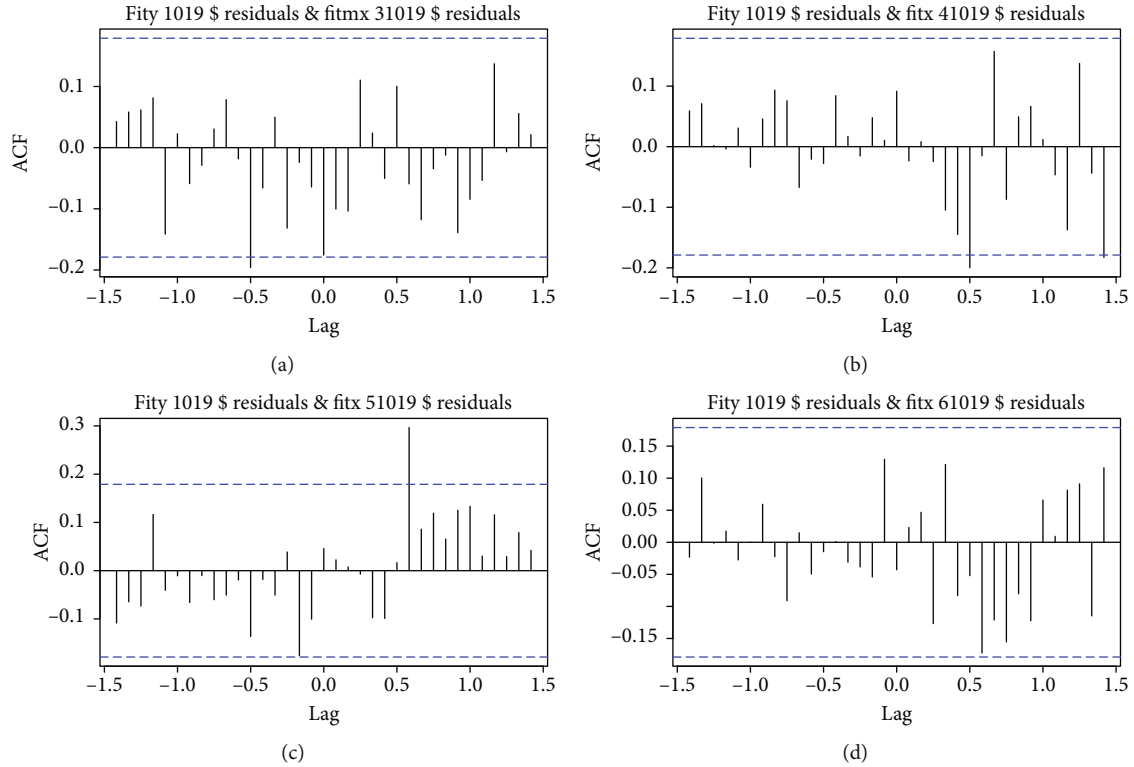 Fity 1019 $ residuals & fitmx 31019 $ residuals
ACF
0.1
0.0
−0.1
−0.2
−1.5 −1.0 −0.5 0.0 0.5 1.0 1.5
Lag
(a)
Fity 1019 $ residuals & fitx 41019 $ residuals
ACF
0.1
0.0
−0.1
−0.2
−1.5 −1.0 −0.5 0.0 0.5 1.0 1.5
Lag
(b)
Fity 1019 $ residuals & fitx 51019 $ residuals
ACF
0.3
0.2
0.1
0.0
−0.1
−1.5 −1.0 −0.5 0.0 0.5 1.0 1.5
Lag
(c)
Fity 1019 $ residuals & fitx 61019 $ residuals
ACF
0.15
0.10
0.05
0.00
−0.05
−0.15
−1.5 −1.0 −0.5 0.0 0.5 1.0 1.5
Lag
(d)